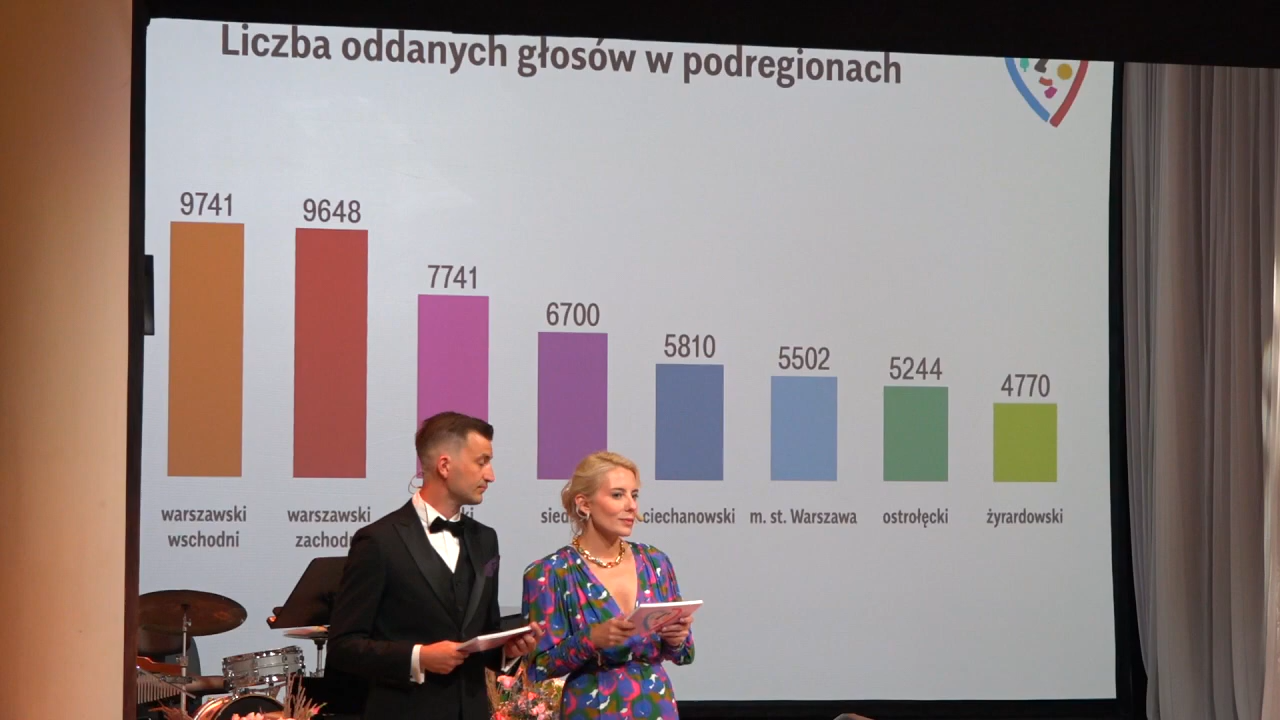 Liczba oddanych głosów w podregionach
9741
9648
7741
6700
5810
5502
5244
4770
warszawski
wschodni
warszawski
ciechanowski
m. st. Warszawa
ostrołęcki
żyrardowski